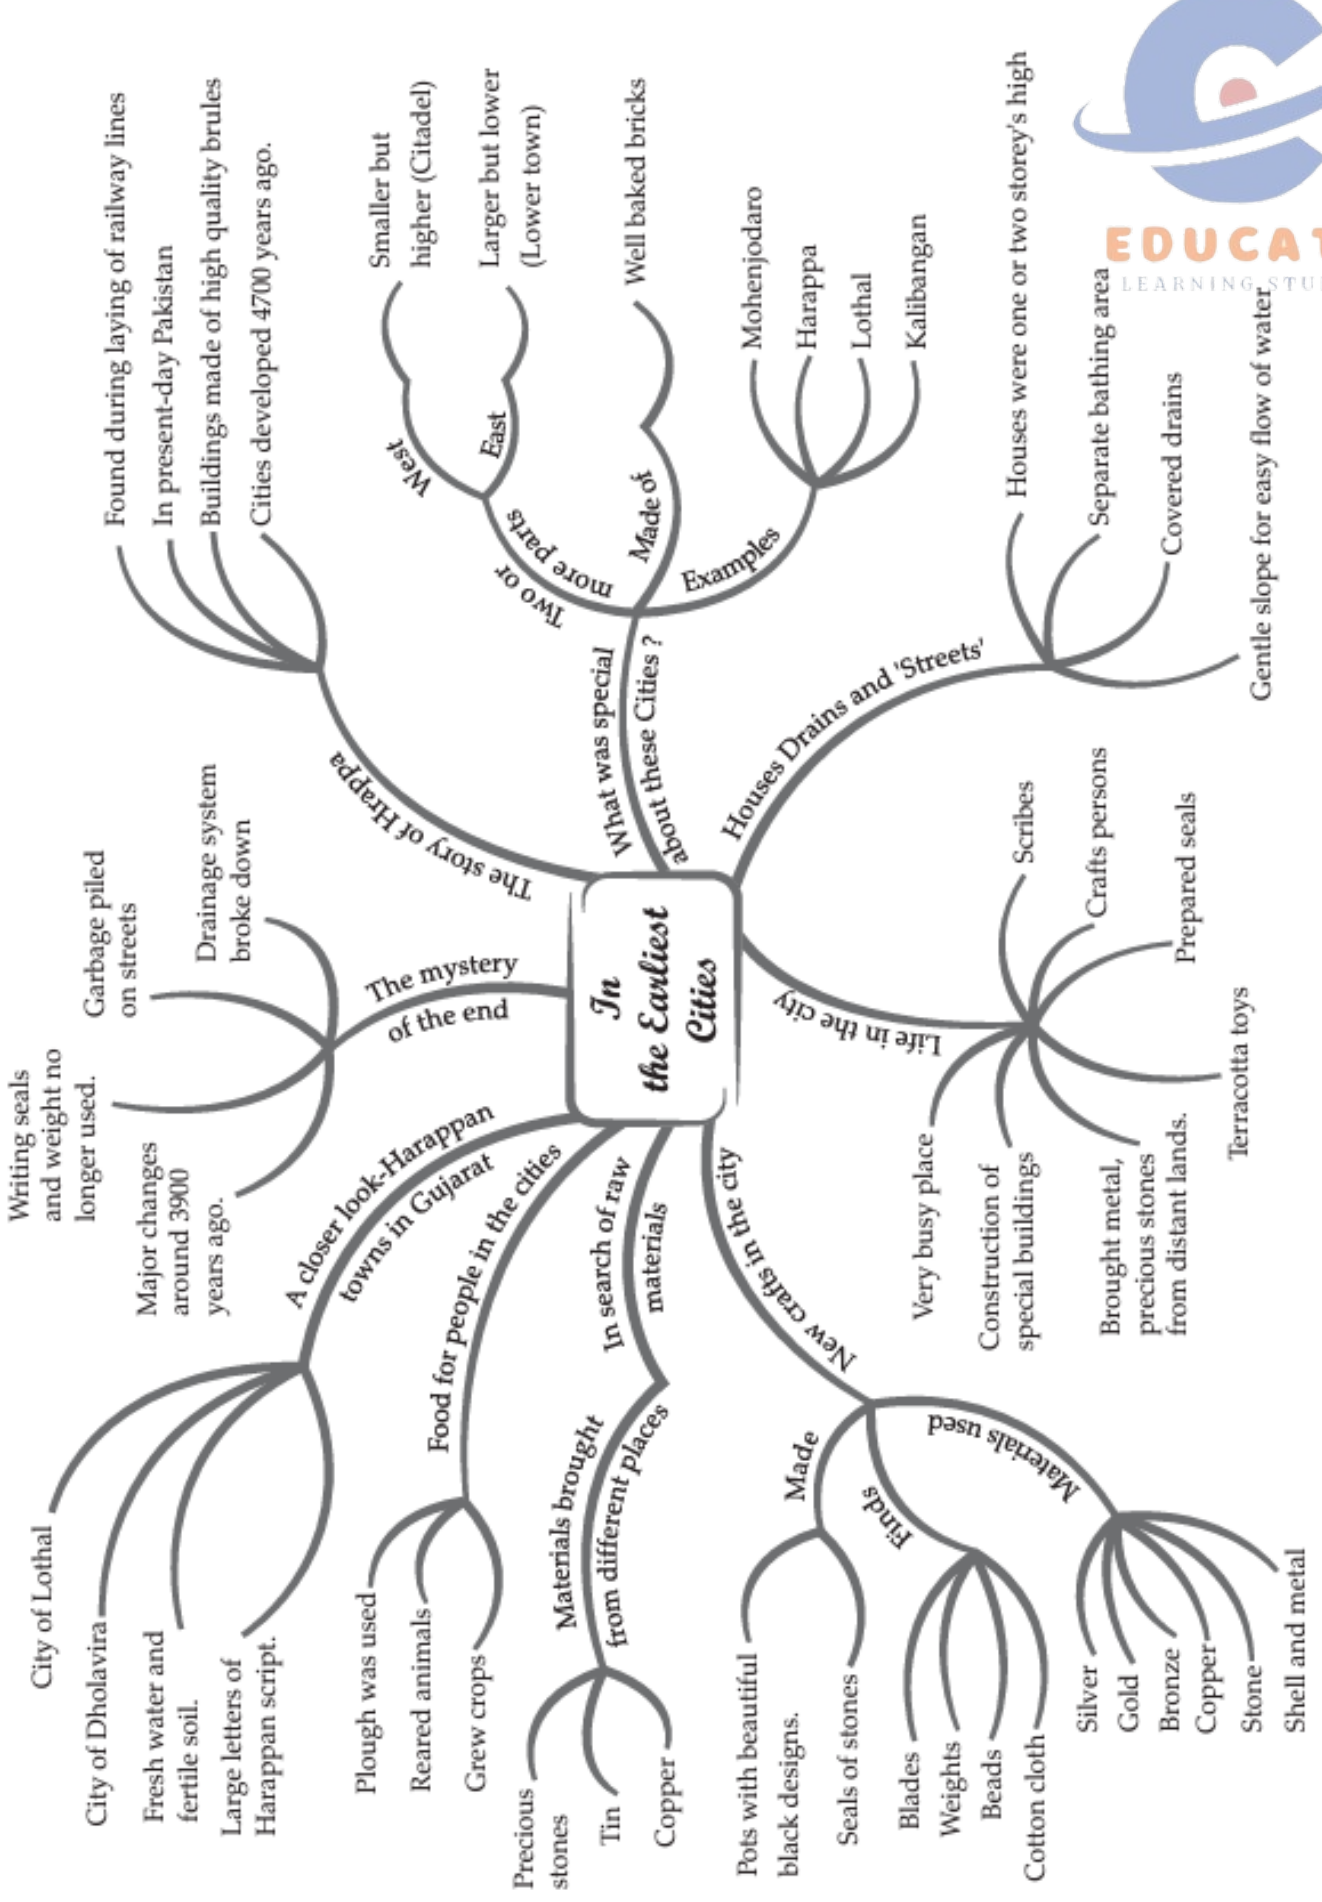 In
the Earliest
Cities
The story of Hrappa
Found during laying of railway lines
In present-day Pakistan
Buildings made of high quality brules
Cities developed 4700 years ago.
What was special
about these Cities ?
Two or
more parts
West
Smaller but
higher (Citadel)
East
Larger but lower
(Lower town)
Made of
Well baked bricks
Examples
Mohenjodaro
Harappa
Lothal
Kalibangan
Houses Drains and 'Streets'
Houses were one or two storey's high
Separate bathing area
Covered drains
Gentle slope for easy flow of water
Life in the city
Scribes
Crafts persons
Prepared seals
Terracotta toys
Brought metal,
precious stones
from distant lands.
Construction of
special buildings
Very busy place
New crafts in the city
Made
Pots with beautiful
black designs.
Seals of stones
Finds
Blades
Weights
Beads
Cotton cloth
Materials used
Silver
Gold
Bronze
Copper
Stone
Shell and metal
In search of raw
materials
Materials brought
from different places
Precious
stones
Tin
Copper
Food for people in the cities
Plough was used
Reared animals
Grew crops
A closer look-Harappan
towns in Gujarat
City of Lothal
City of Dholavira
Fresh water and
fertile soil.
Large letters of
Harappan script.
The mystery
of the end
Major changes
around 3900
years ago.
Writing seals
and weight no
longer used.
Garbage piled
on streets
Drainage system
broke down
EDUCAT
LEARNING STU